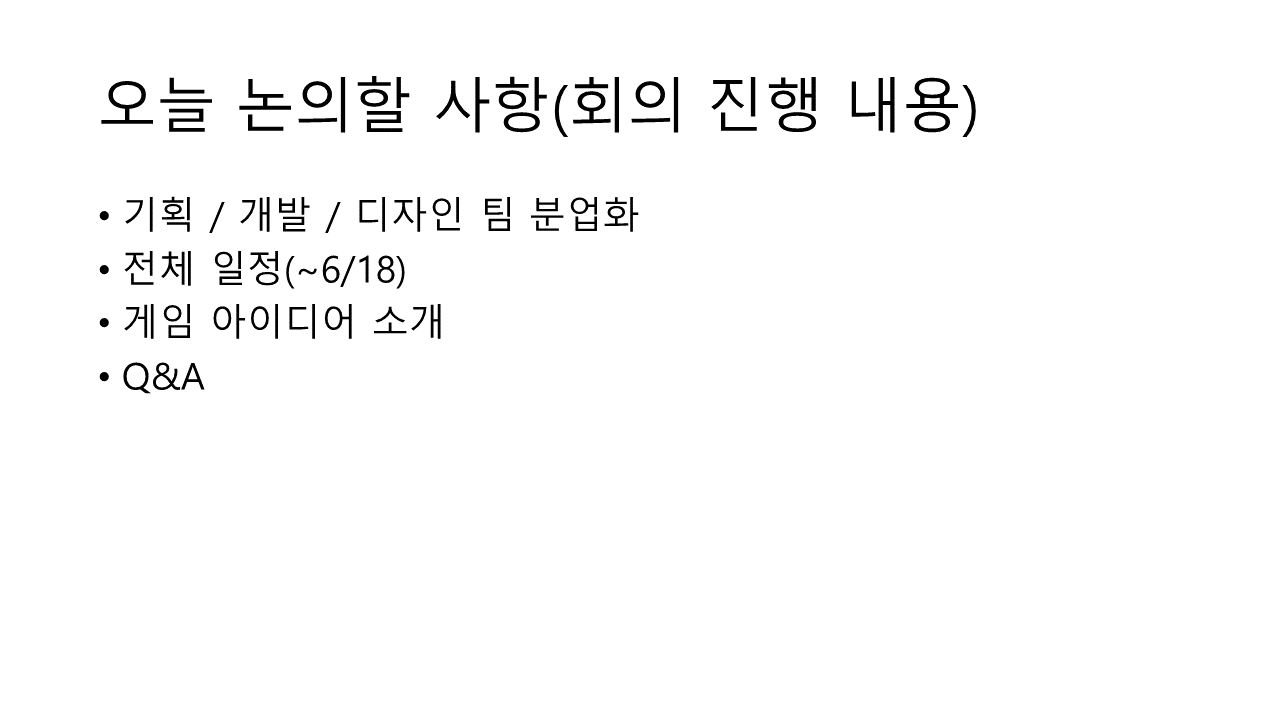 오늘 논의할 사항(회의 진행 내용)
• 기획 / 개발 / 디자인 팀 분업화
• 전체 일정(~6/18)
• 게임 아이디어 소개
• Q&A